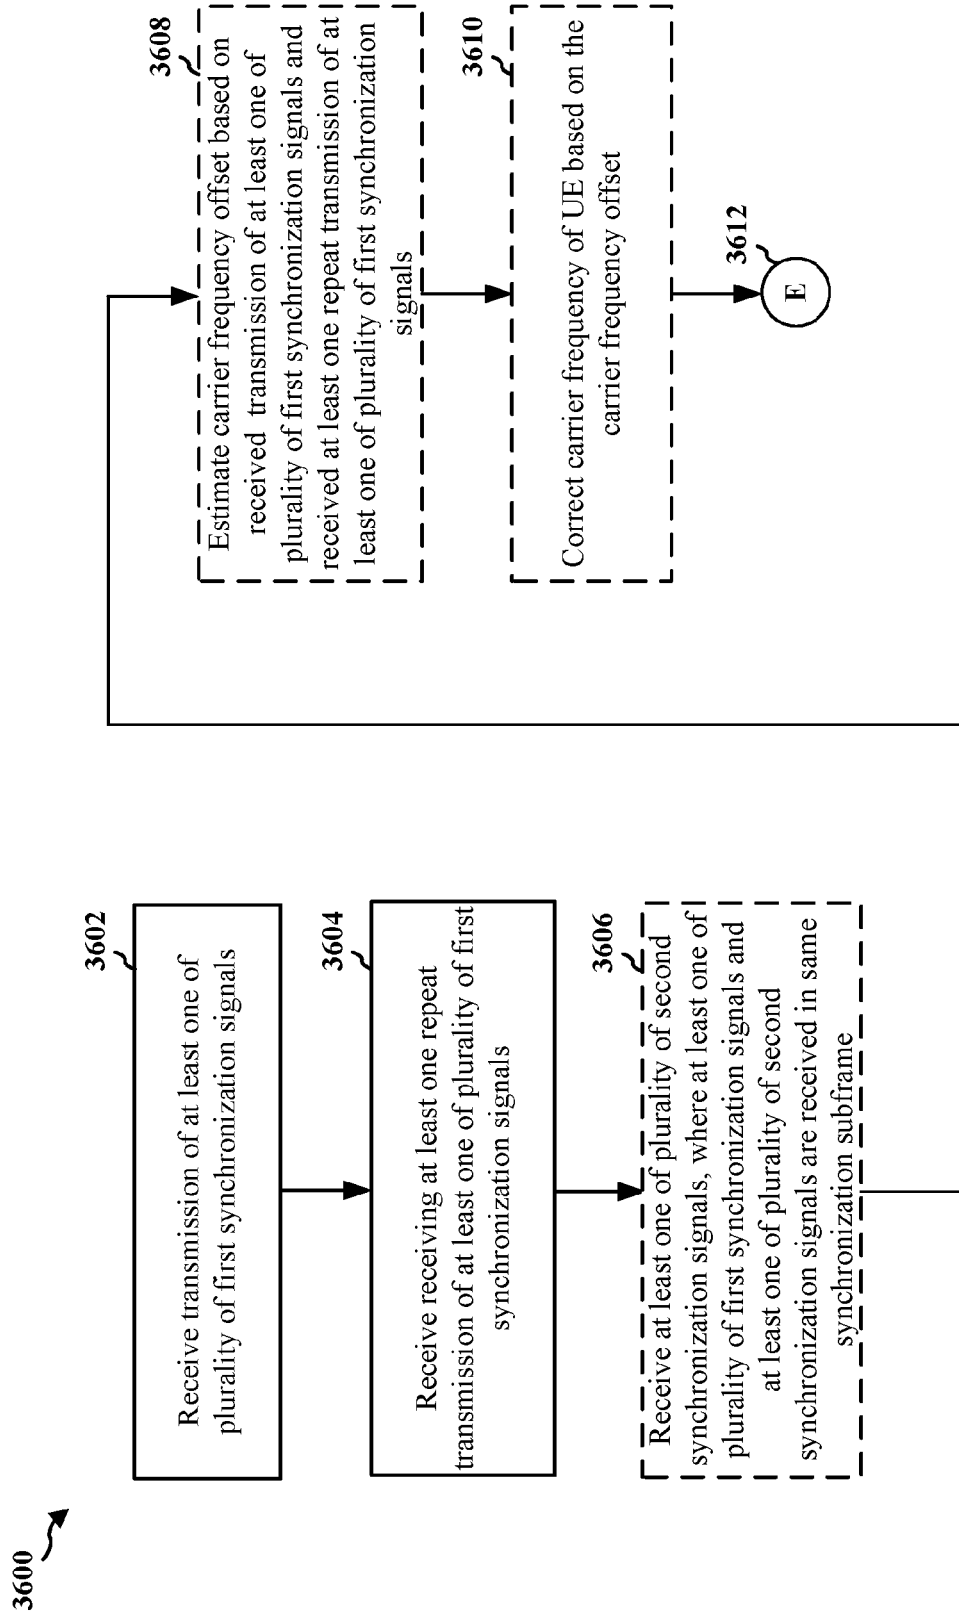 3600
3602
Receive transmission of at least one of
plurality of first synchronization signals
3604
Receive receiving at least one repeat
transmission of at least one of plurality of first
synchronization signals
3606
Receive at least one of plurality of second
synchronization signals, where at least one of
plurality of first synchronization signals and
at least one of plurality of second
synchronization signals are received in same
synchronization subframe
3608
Estimate carrier frequency offset based on
received transmission of at least one of
plurality of first synchronization signals and
received at least one repeat transmission of at
least one of plurality of first synchronization
signals
3610
Correct carrier frequency of UE based on the
carrier frequency offset
3612
E